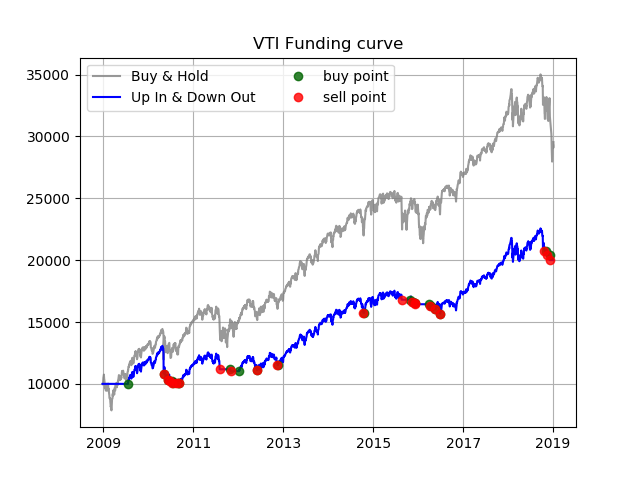 VTI Funding curve
Buy & Hold
Up In & Down Out
buy point
sell point
35000
30000
25000
20000
15000
10000
2009 2011 2013 2015 2017 2019